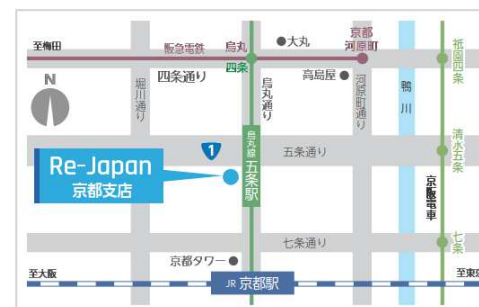 至梅田
阪急電鉄
烏丸
●大丸
京都
河原町
四条
四条通り
高島屋●
祇園四条
N
堀川通り
烏丸通り
河原町通り
鴨川
1
烏丸線 五条駅
五条通り
清水五条
Re-Japan
京都支店
京阪電車
七条通り
七条
京都タワー●
至大阪
JR 京都駅
至東京